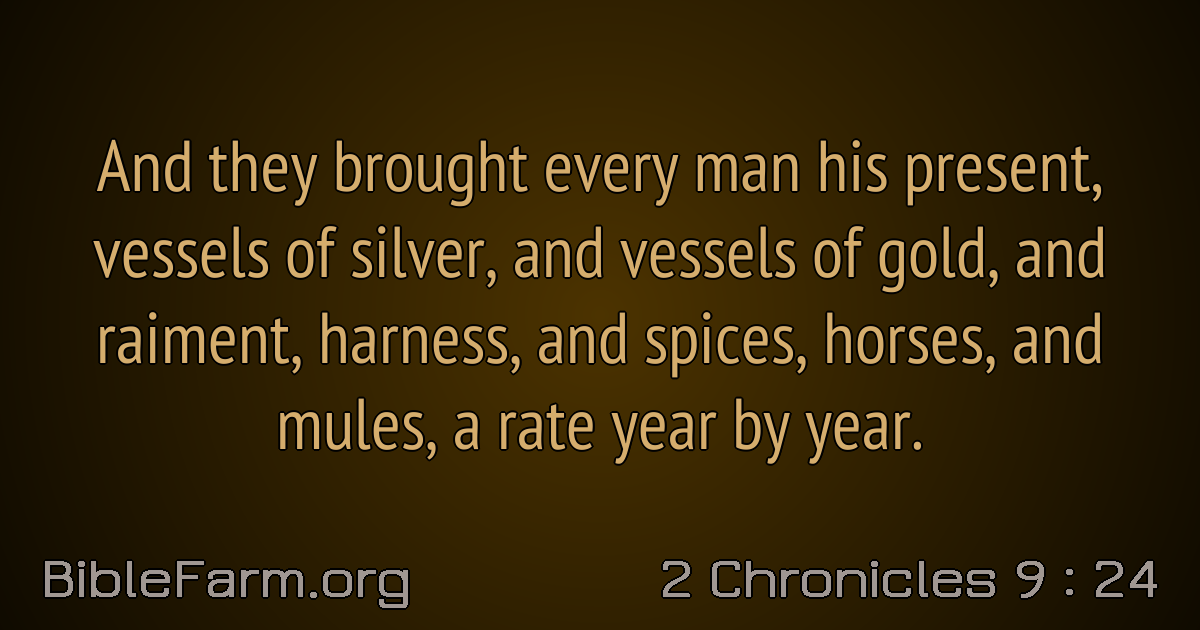 And they brought every man his present,
vessels of silver, and vessels of gold, and
raiment, harness, and spices, horses, and
mules, a rate year by year.
BibleFarm.org
2 Chronicles 9 : 24